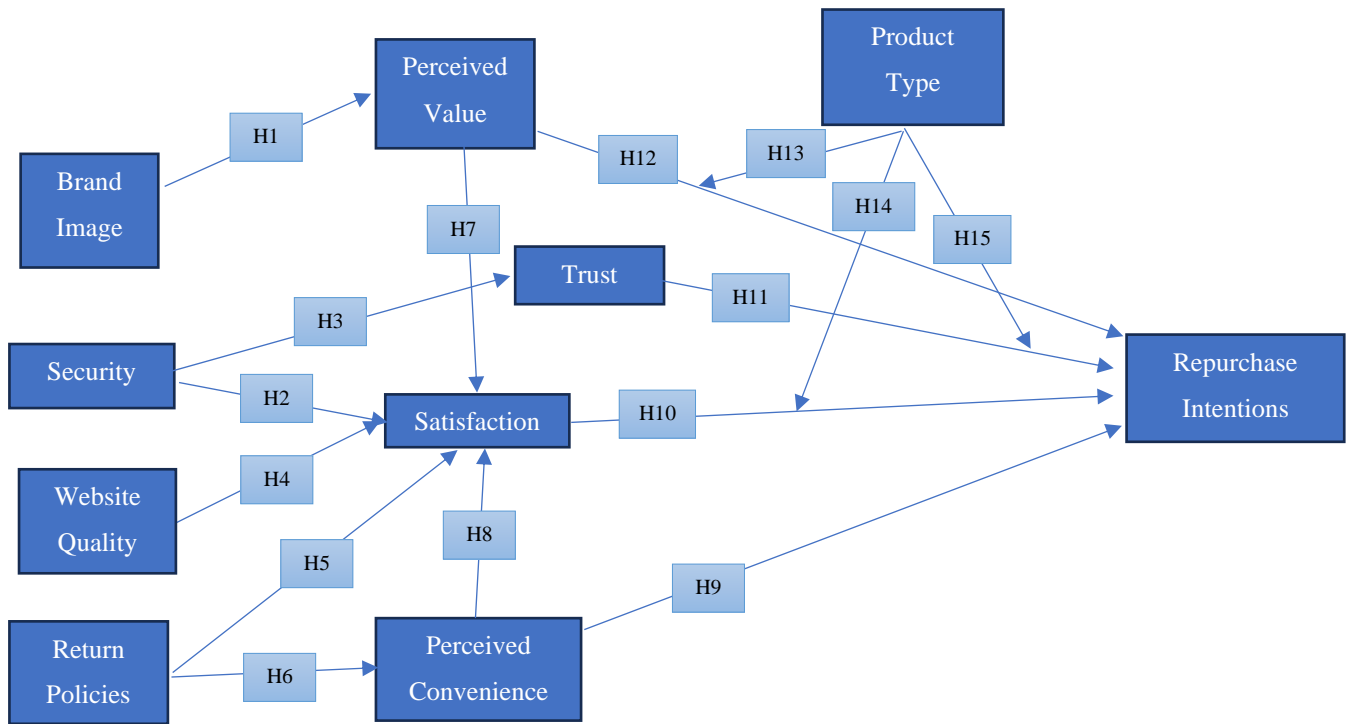 Product
Type
Perceived
Value
H1
H12
H13
Brand
Image
H14
H7
H15
Trust
H11
H3
Security
H2
Repurchase
Intentions
Satisfaction
H10
Website
Quality
H4
H8
H5
H9
Return
Policies
H6
Perceived
Convenience